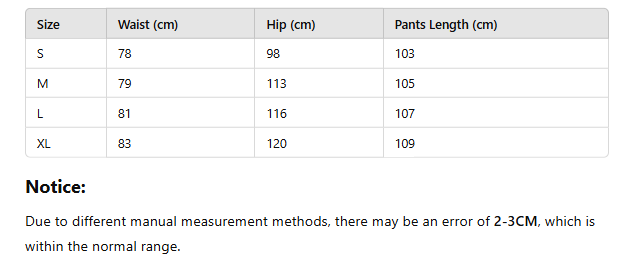 Size Waist (cm) Hip (cm) Pants Length (cm)
S 78 98 103
M 79 113 105
L 81 116 107
XL 83 120 109
Notice:
Due to different manual measurement methods, there may be an error of 2-3CM, which is
within the normal range.